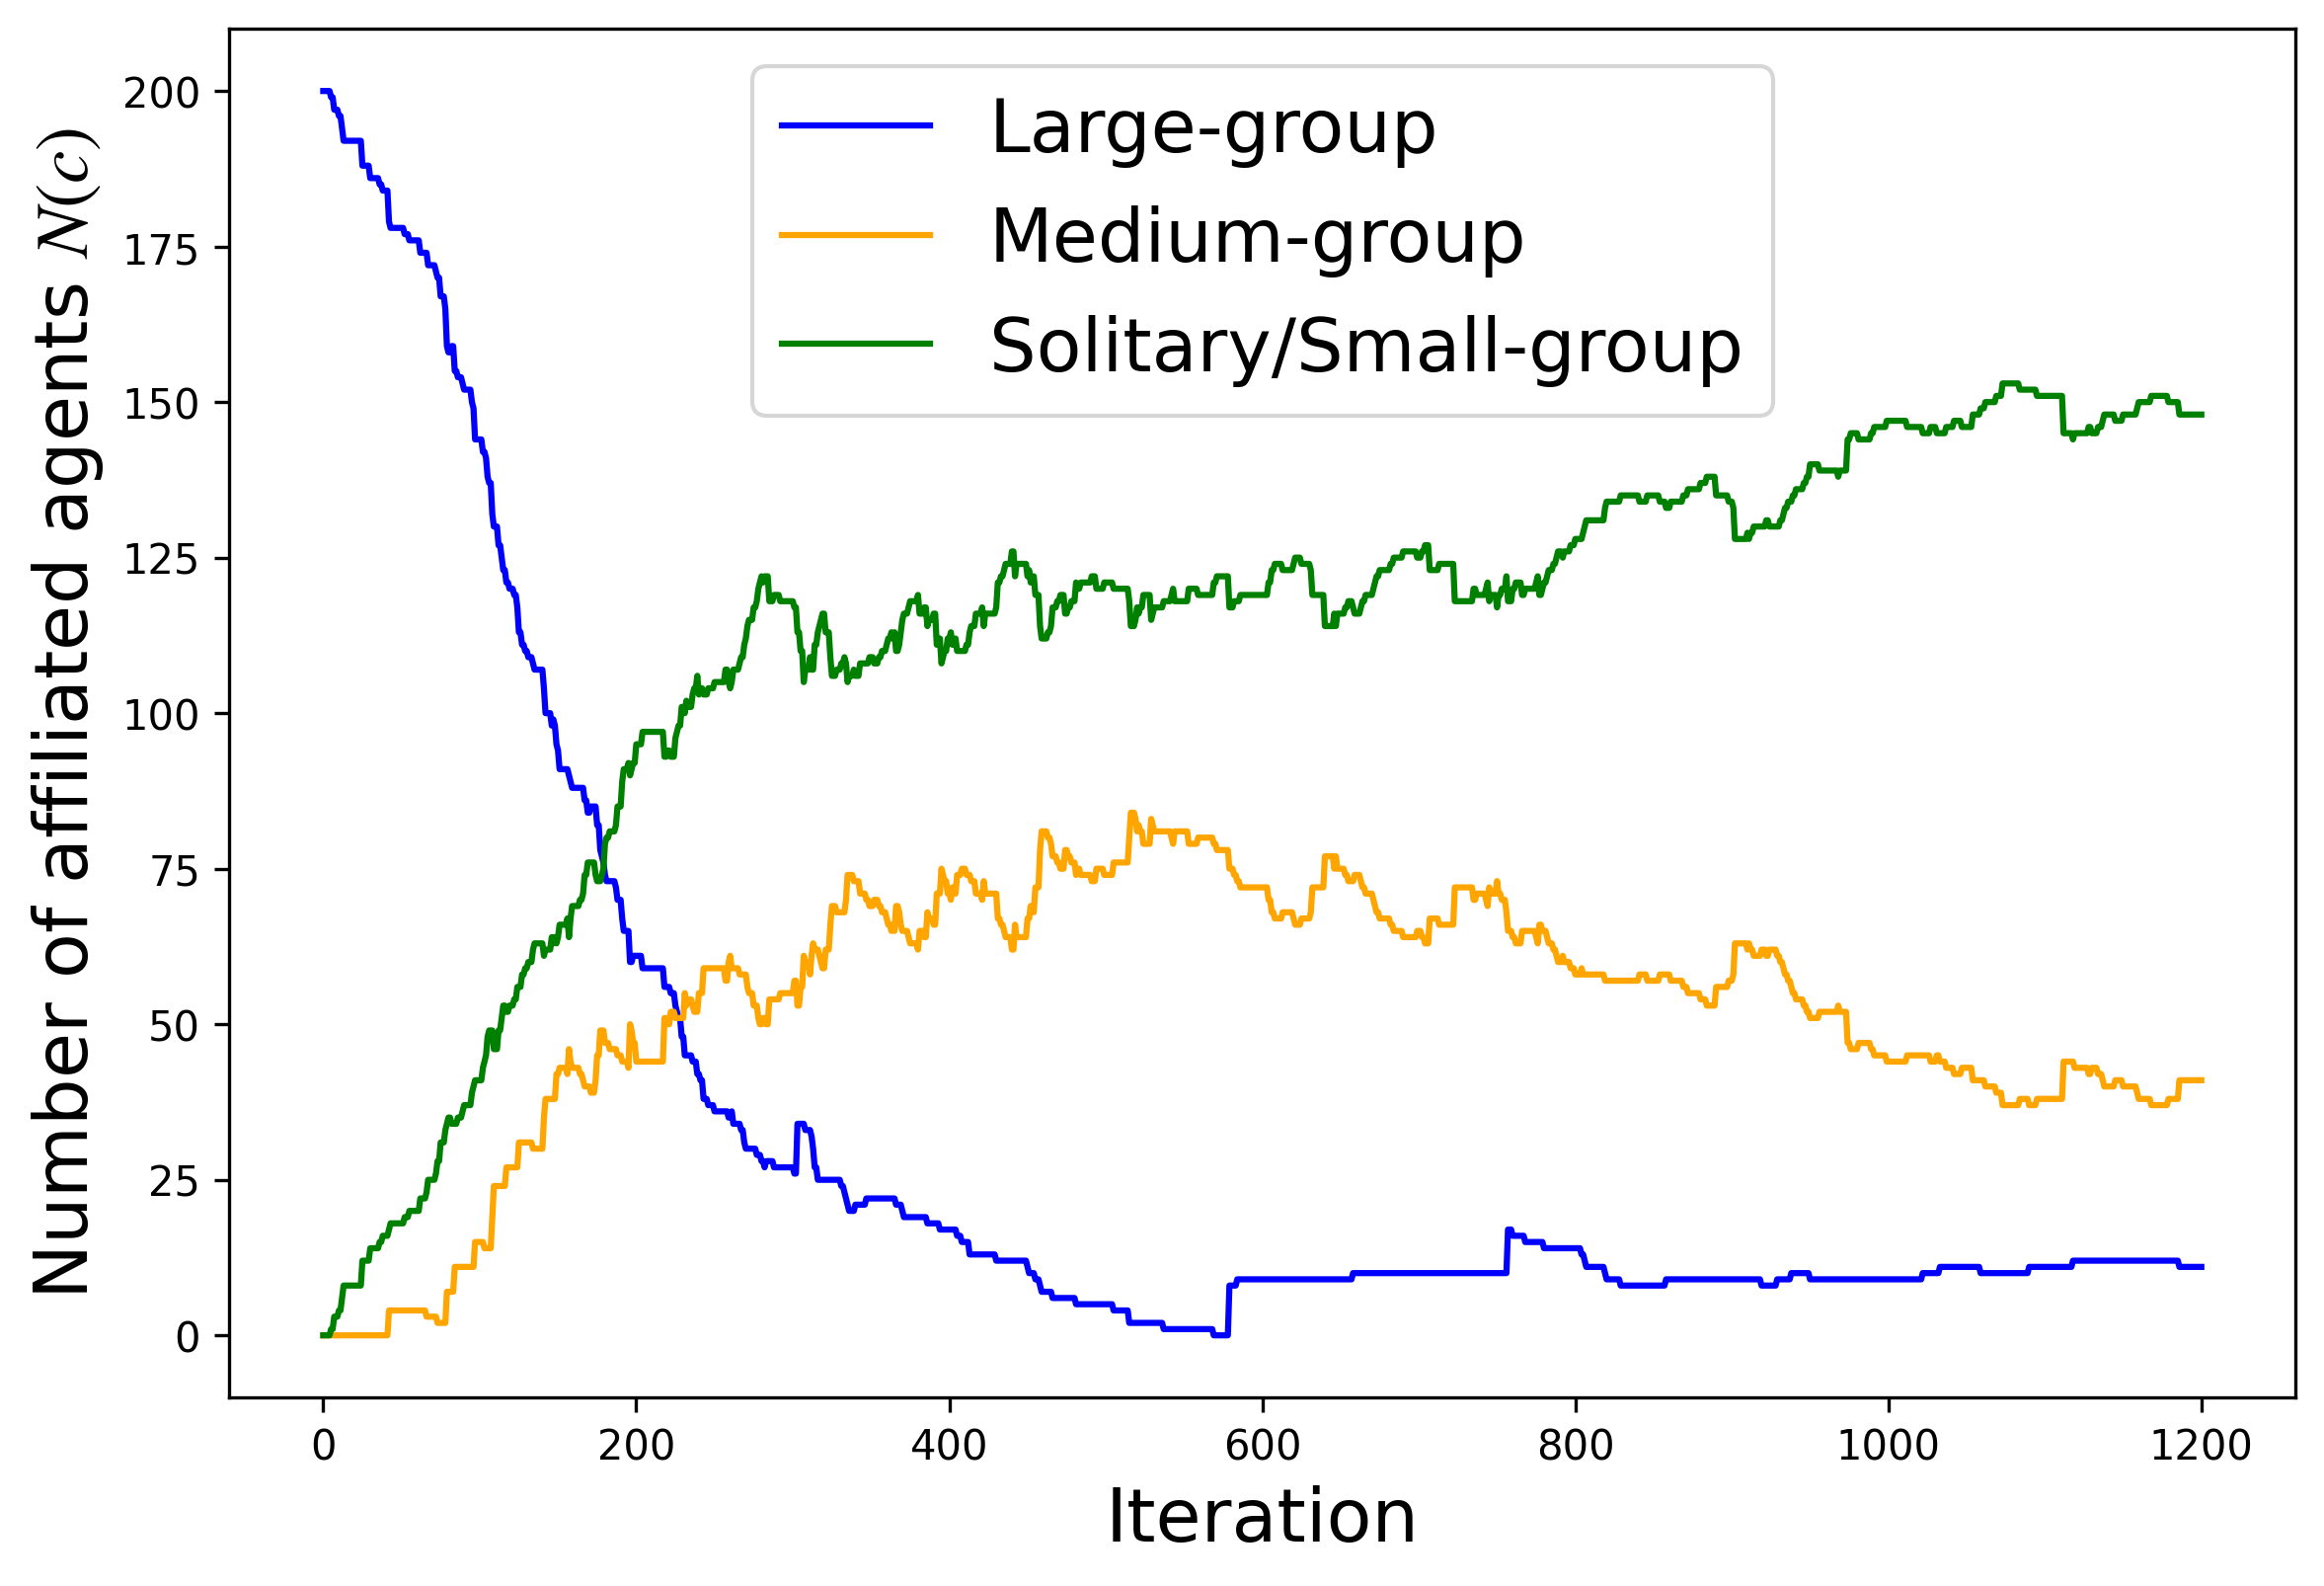 Number of affiliated agents N(c)
200
175
150
125
100
75
50
25
0
Large-group
Medium-group
Solitary/Small-group
0 200 400 600 800 1000 1200
Iteration